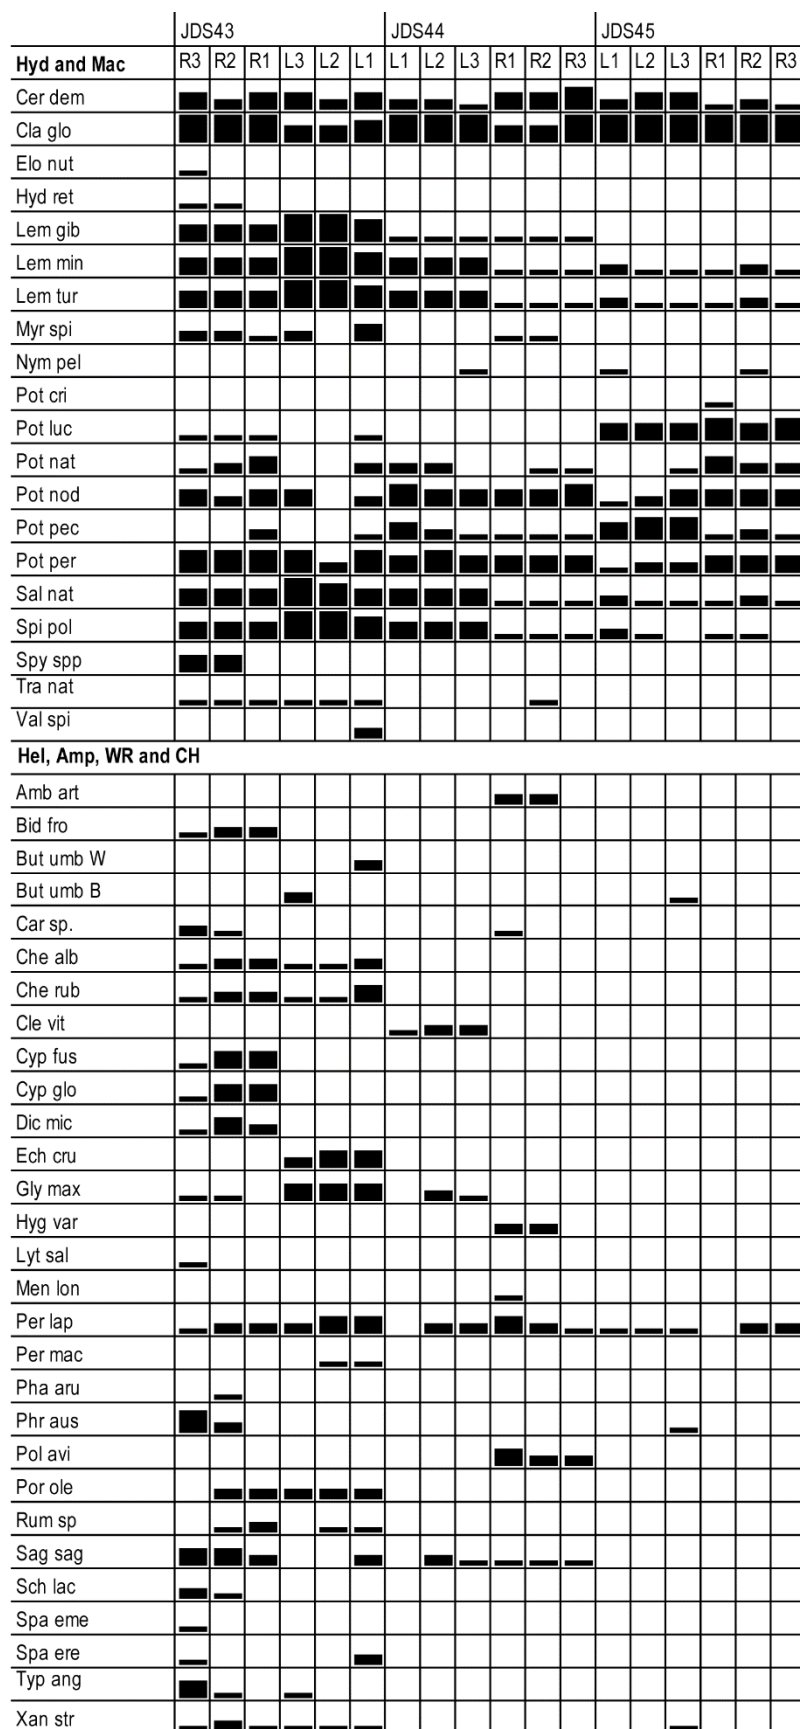 JDS43 JDS44 JDS45
Hyd and Mac R3 R2 R1 L3 L2 L1 L1 L2 L3 R1 R2 R3 L1 L2 L3 R1 R2 R3
Cer dem
Cla glo
Elo nut
Hyd ret
Lem gib
Lem min
Lem tur
Myr spi
Nym pel
Pot cri
Pot luc
Pot nat
Pot nod
Pot pec
Pot per
Sal nat
Spi pol
Spy spp
Tra nat
Val spi
Hel, Amp, WR and CH
Amb art
Bid fro
But umb W
But umb B
Car sp.
Che alb
Che rub
Cle vit
Cyp fus
Cyp glo
Dic mic
Ech cru
Gly max
Hyg var
Lyt sal
Men lon
Per lap
Per mac
Pha aru
Phr aus
Pol avi
Por ole
Rum sp
Sag sag
Sch lac
Spa eme
Spa ere
Typ ang
Xan str